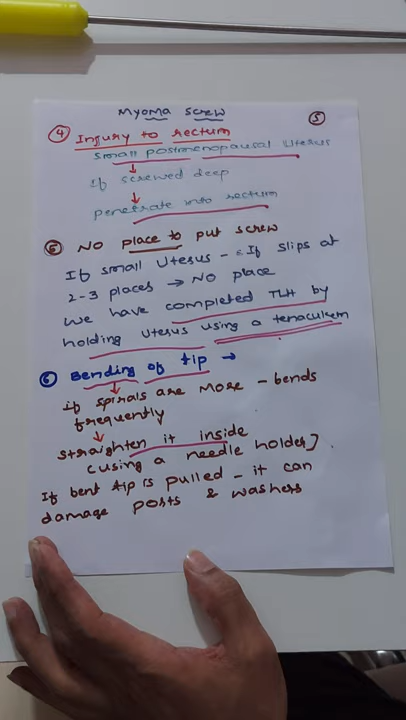 Myoma Screw
5
4 Injury to rectum
small postmenopausal Uterus
if screwed deep
penetrate into rectum
5 NO place to put screw
If small Uterus - If slips at
2-3 places → NO place
We have completed TLH by
holding Uterus using a tenaculem
6 Bending of tip →
if spirals are More - bends
frequently
straighten it inside
(using a needle holder)
If bent tip is pulled - it can
damage ports & washers